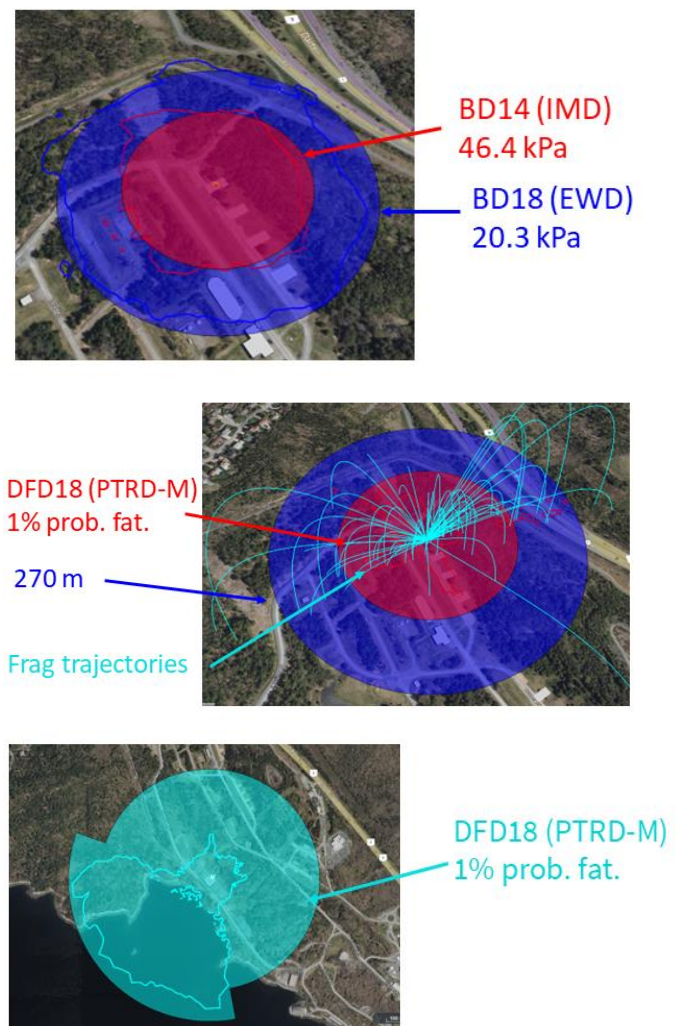 BD14 (IMD)
46.4 kPa
BD18 (EWD)
20.3 kPa
DFD18 (PTRD-M)
1% prob. fat.
270 m
Frag trajectories
DFD18 (PTRD-M)
1% prob. fat.